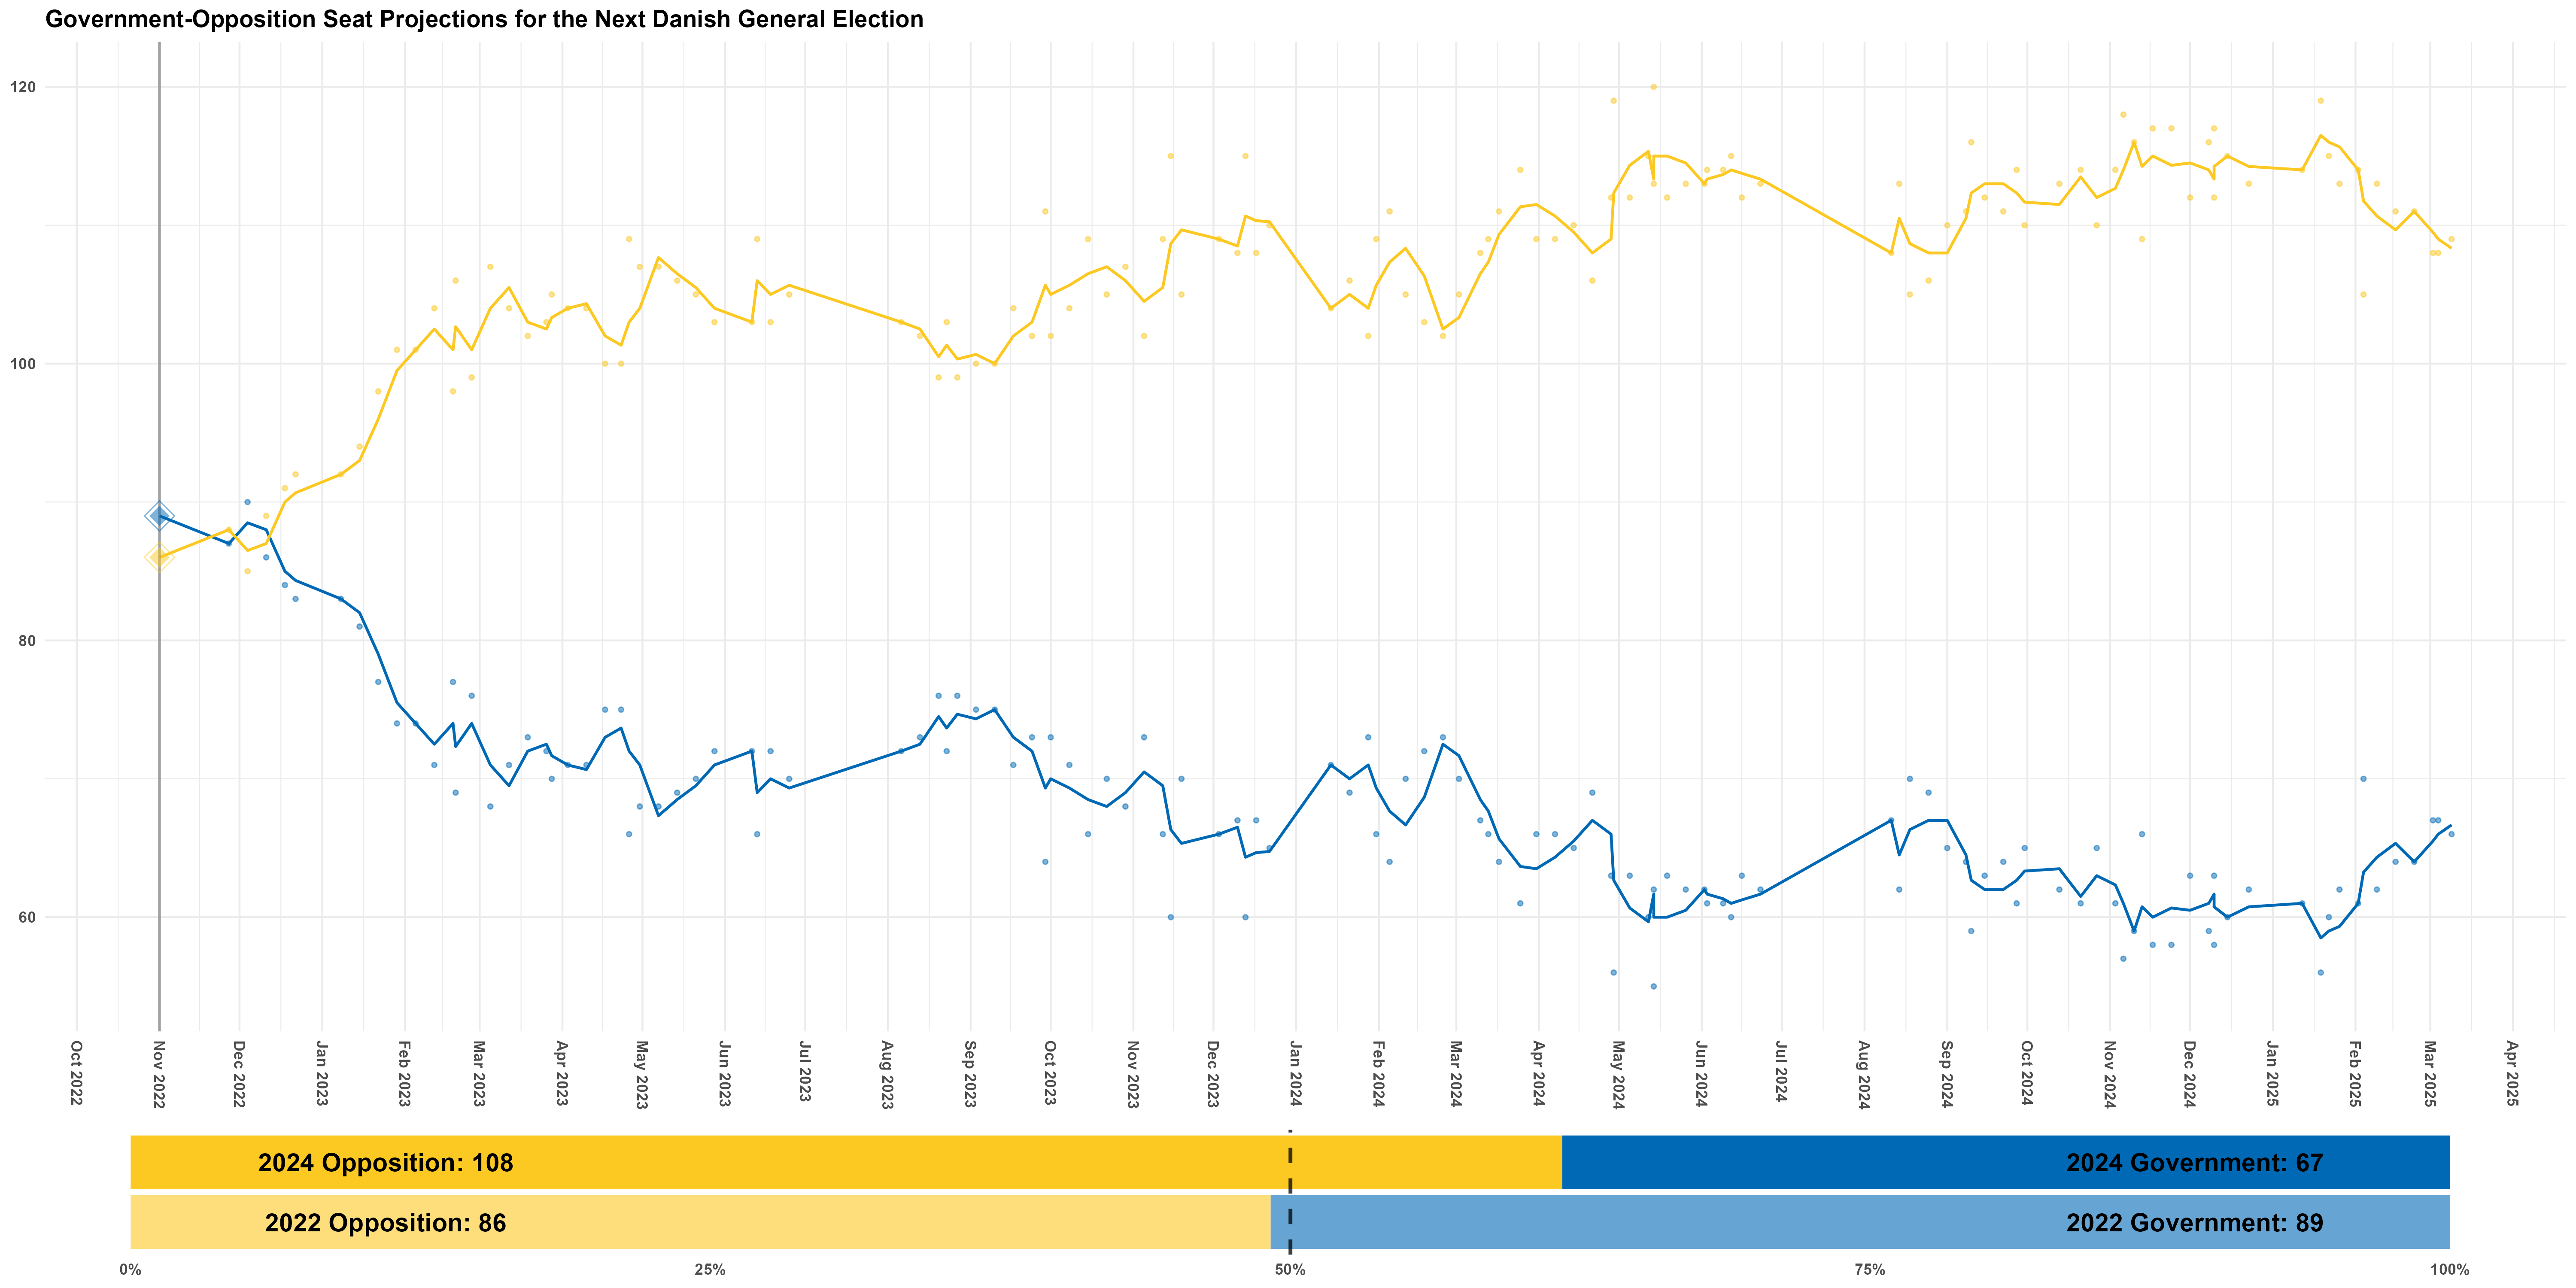 Government-Opposition Seat Projections for the Next Danish General Election
120
100
80
60
Oct 2022
Nov 2022
Dec 2022
Jan 2023
Feb 2023
Mar 2023
Apr 2023
May 2023
Jun 2023
Jul 2023
Aug 2023
Sep 2023
Oct 2023
Nov 2023
Dec 2023
Jan 2024
Feb 2024
Mar 2024
Apr 2024
May 2024
Jun 2024
Jul 2024
Aug 2024
Sep 2024
Oct 2024
Nov 2024
Dec 2024
Jan 2025
Feb 2025
Mar 2025
Apr 2025
2024 Opposition: 108
2024 Government: 67
2022 Opposition: 86
2022 Government: 89
0%
25%
50%
75%
100%